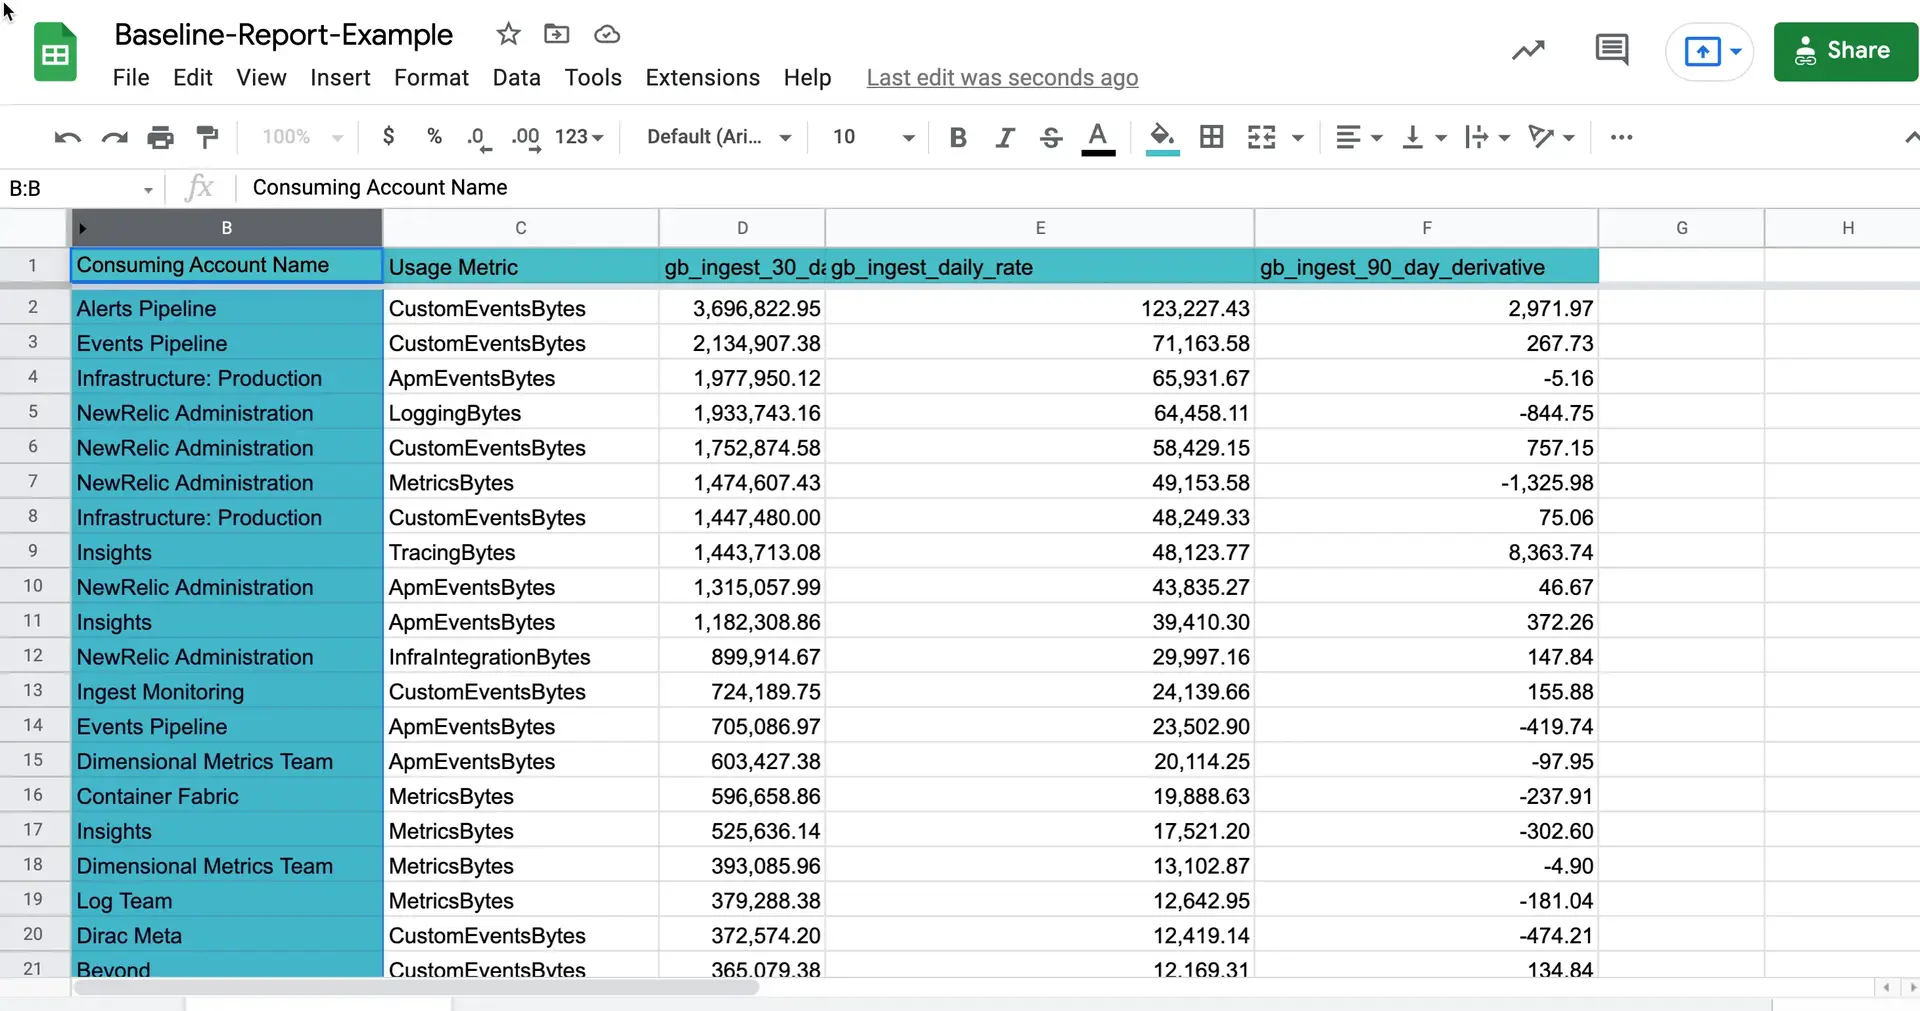 Baseline-Report-Example
File Edit View Insert Format Data Tools Extensions Help Last edit was seconds ago
Share
100% $ % .0 .00 123 Default (Ari... 10 B I S A
B:B fx Consuming Account Name
B C D E F G H
1 Consuming Account Name Usage Metric gb_ingest_30_da gb_ingest_daily_rate gb_ingest_90_day_derivative
2 Alerts Pipeline CustomEventsBytes 3,696,822.95 123,227.43 2,971.97
3 Events Pipeline CustomEventsBytes 2,134,907.38 71,163.58 267.73
4 Infrastructure: Production ApmEventsBytes 1,977,950.12 65,931.67 -5.16
5 NewRelic Administration LoggingBytes 1,933,743.16 64,458.11 -844.75
6 NewRelic Administration CustomEventsBytes 1,752,874.58 58,429.15 757.15
7 NewRelic Administration MetricsBytes 1,474,607.43 49,153.58 -1,325.98
8 Infrastructure: Production CustomEventsBytes 1,447,480.00 48,249.33 75.06
9 Insights TracingBytes 1,443,713.08 48,123.77 8,363.74
10 NewRelic Administration ApmEventsBytes 1,315,057.99 43,835.27 46.67
11 Insights ApmEventsBytes 1,182,308.86 39,410.30 372.26
12 NewRelic Administration InfraIntegrationBytes 899,914.67 29,997.16 147.84
13 Ingest Monitoring CustomEventsBytes 724,189.75 24,139.66 155.88
14 Events Pipeline ApmEventsBytes 705,086.97 23,502.90 -419.74
15 Dimensional Metrics Team ApmEventsBytes 603,427.38 20,114.25 -97.95
16 Container Fabric MetricsBytes 596,658.86 19,888.63 -237.91
17 Insights MetricsBytes 525,636.14 17,521.20 -302.60
18 Dimensional Metrics Team MetricsBytes 393,085.96 13,102.87 -4.90
19 Log Team MetricsBytes 379,288.38 12,642.95 -181.04
20 Dirac Meta CustomEventsBytes 372,574.20 12,419.14 -474.21
21 Beyond CustomEventsBytes 365,079.38 12,169.31 134.84